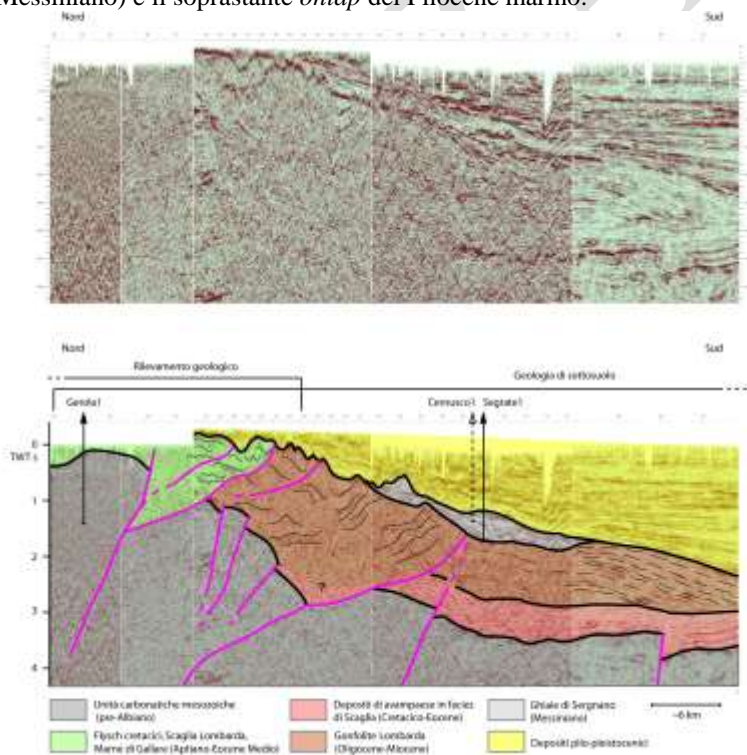 Messiniano) e il soprastante onlap del Pliocene marino.
Nord
Sud
Nord
Sud
Rilevamento geologico
Geologia di sottosuolo
Gerola1
Cernusco1
Segrate1
0
TWT s
1
2
3
4
?
Unità carbonatiche mesozoiche
(pre-Albiano)
Depositi di avampaese in facies
di Scaglia (Cretacico-Eocene)
Ghiaie di Sergnano
(Messiniano)
~6 km
Flysch cretacici, Scaglia Lombarda,
Marne di Gallare (Aptiano-Eocene Medio)
Gonfolite Lombarda
(Oligocene-Miocene)
Depositi plio-pleistocenici